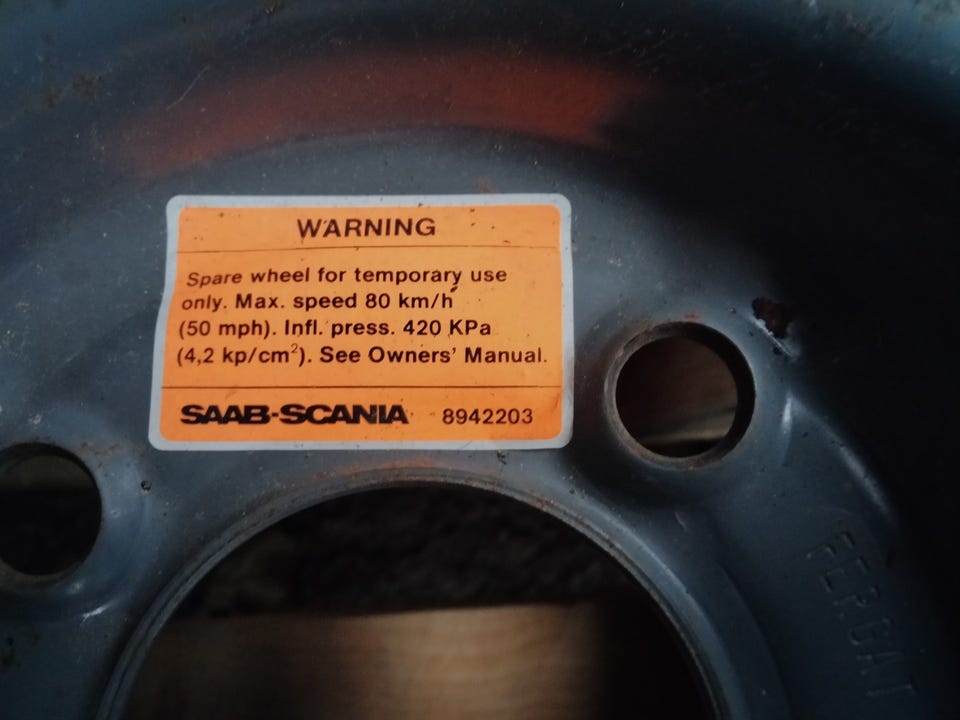 WARNING
Spare wheel for temporary use
only. Max. speed 80 km/h
(50 mph). Infl. press. 420 KPa
(4,2 kp/cm²). See Owners' Manual.
SAAB-SCANIA 8942203
FERGAT